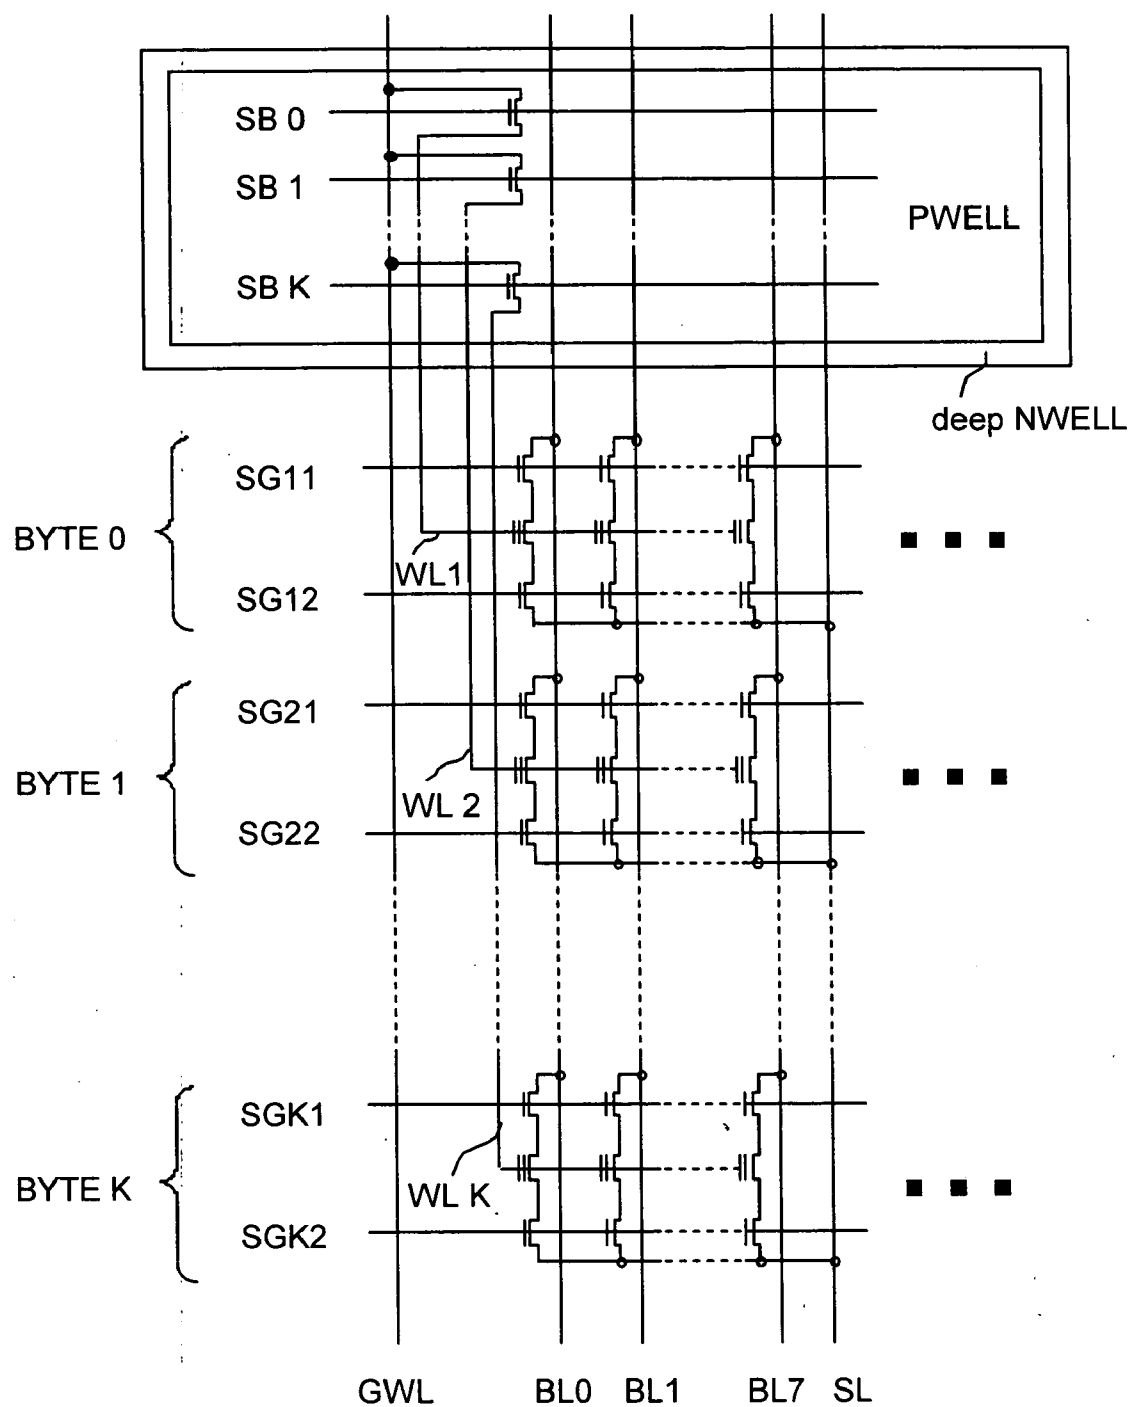 SB 0
SB 1
PWELL
SB K
deep NWELL
SG11
BYTE 0
WL1
SG12
SG21
BYTE 1
WL 2
SG22
SGK1
BYTE K
WL K
SGK2
GWL BL0 BL1 BL7 SL